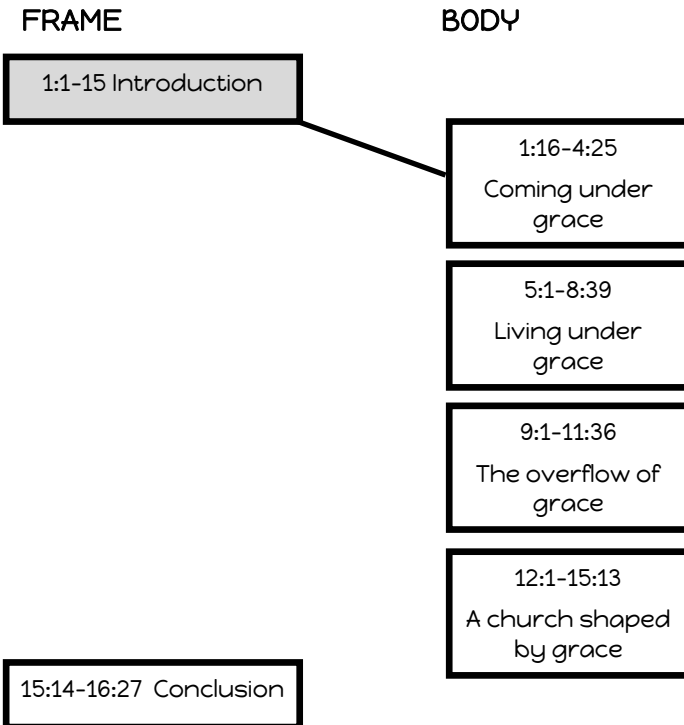 FRAME
BODY
1:1-15 Introduction
1:16-4:25
Coming under
grace
5:1-8:39
Living under
grace
9:1-11:36
The overflow of
grace
12:1-15:13
A church shaped
by grace
15:14-16:27 Conclusion